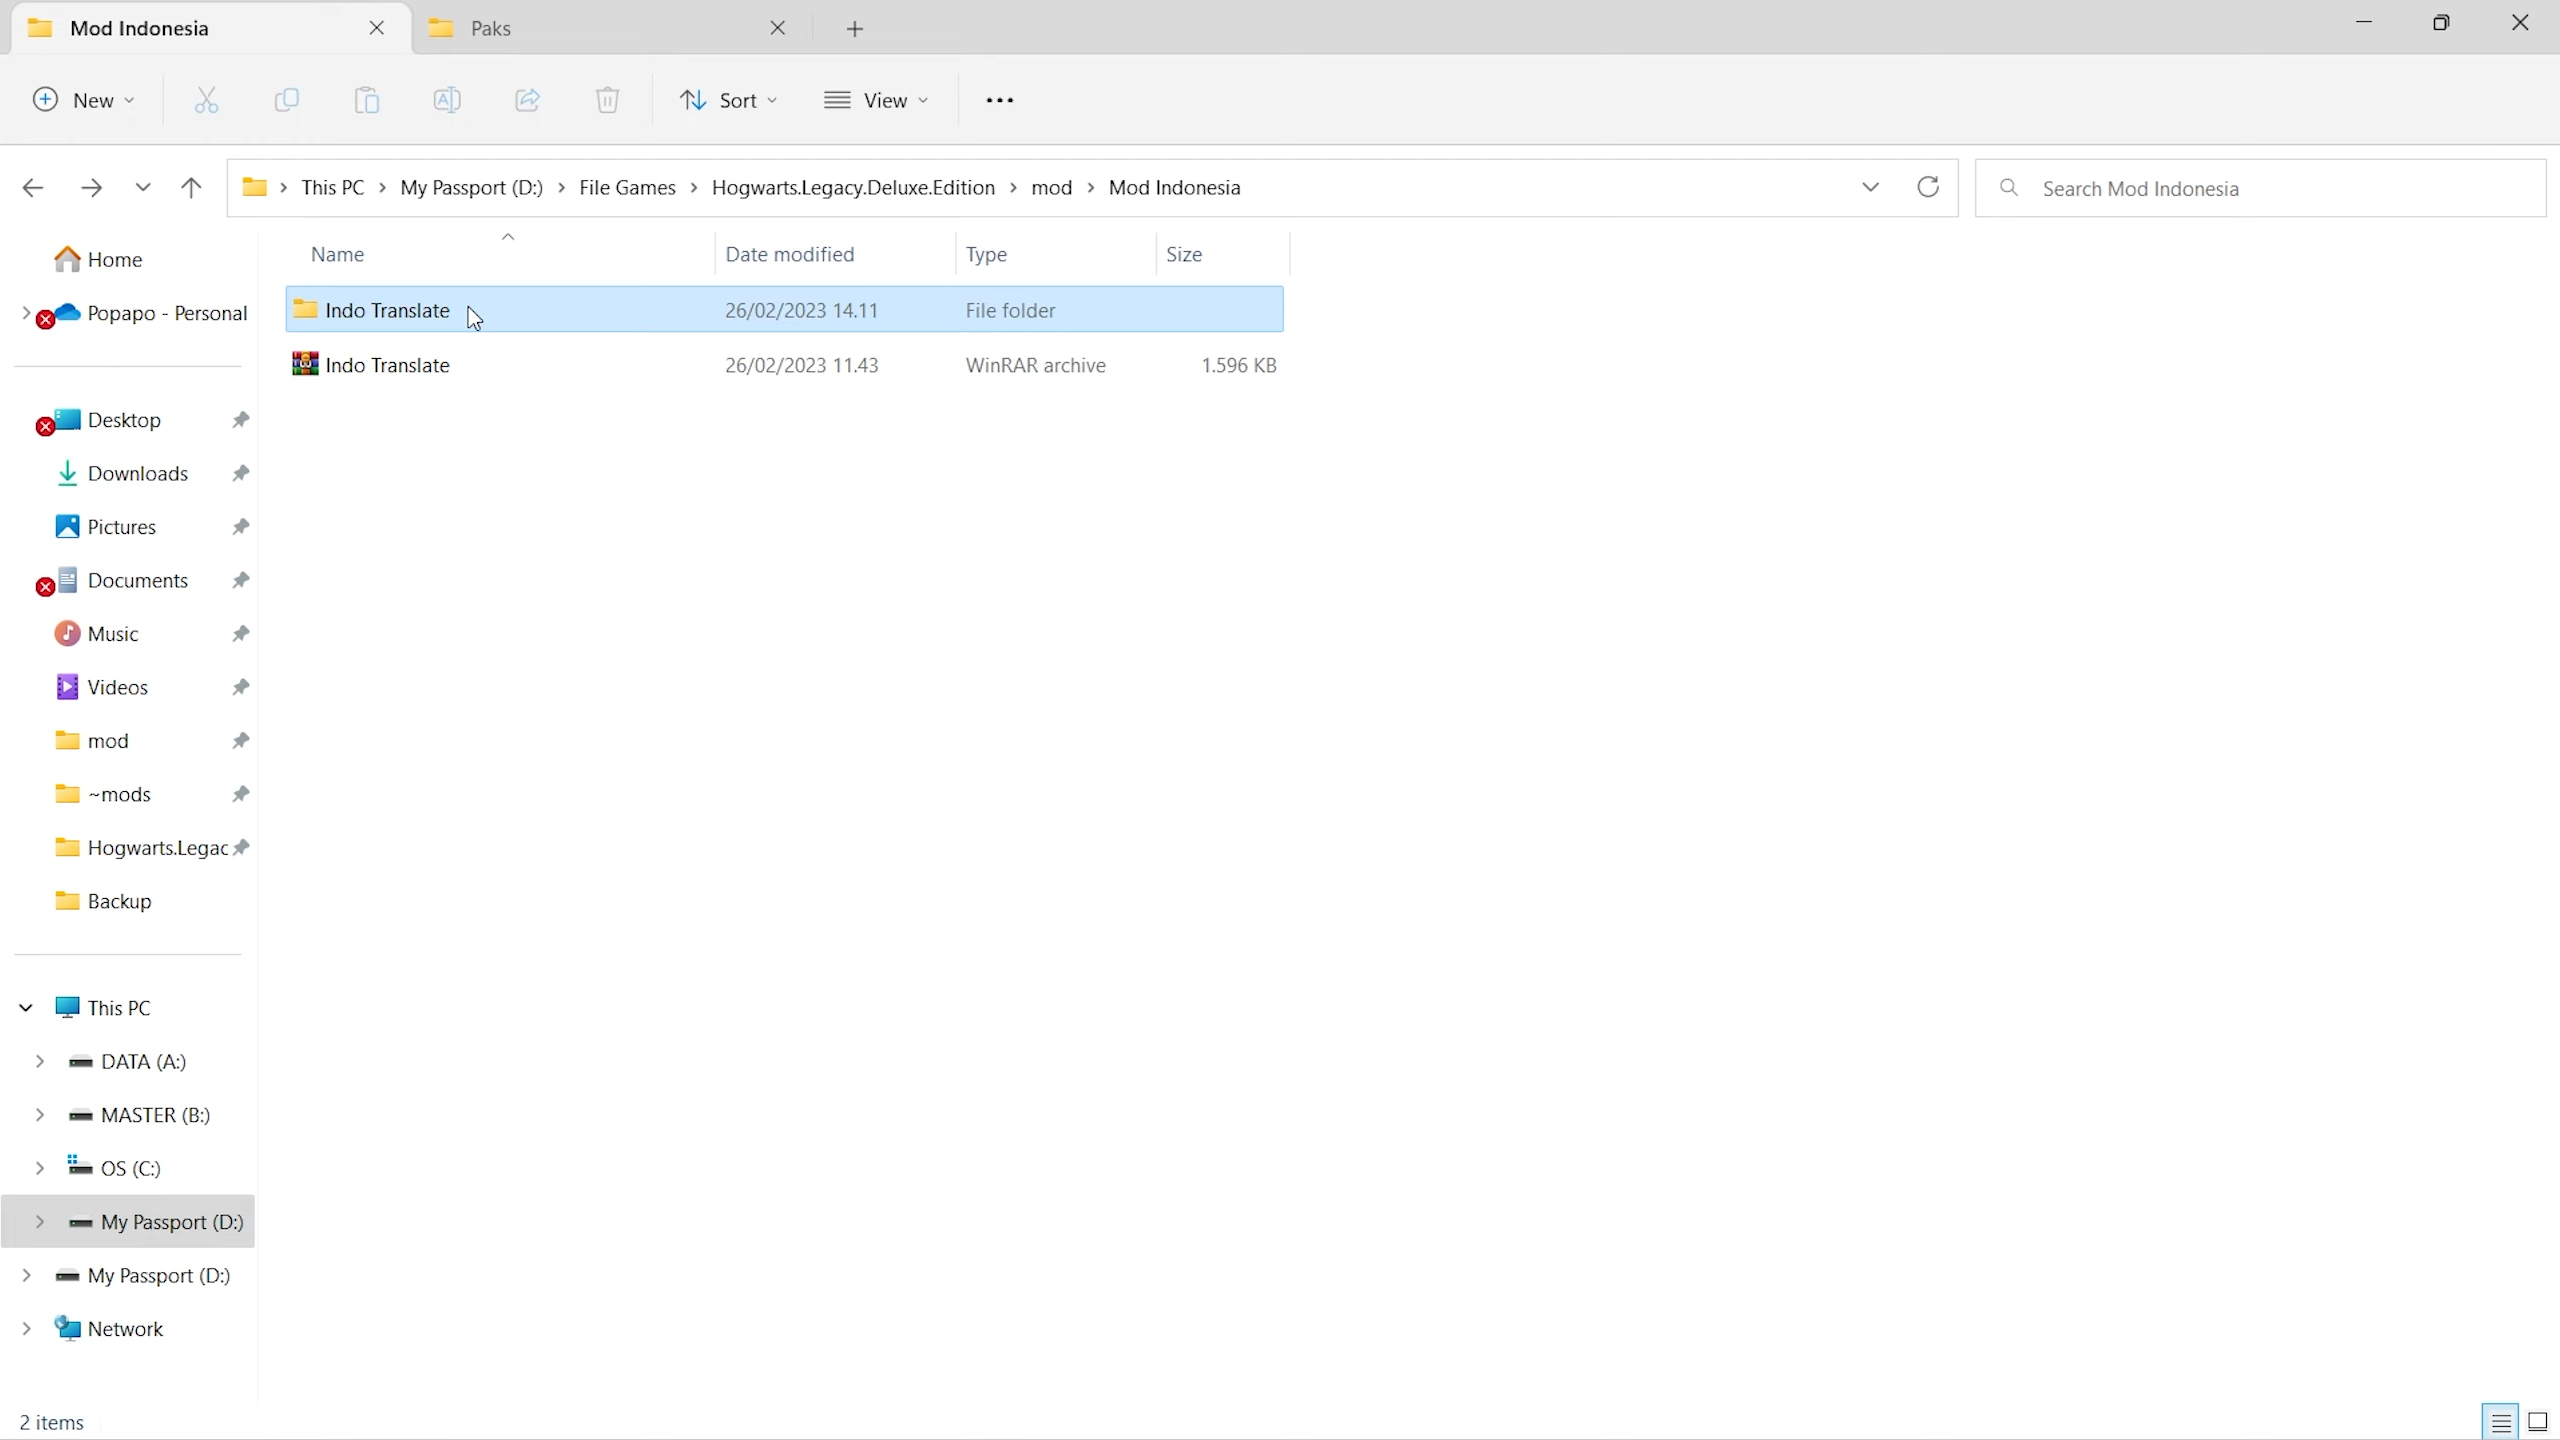 Mod Indonesia
Paks
New
Sort
View
This PC > My Passport (D:) > File Games > Hogwarts.Legacy.Deluxe.Edition > mod > Mod Indonesia
Search Mod Indonesia
Name Date modified Type Size
Indo Translate 26/02/2023 14.11 File folder
Indo Translate 26/02/2023 11.43 WinRAR archive 1.596 KB
Home
Popapo - Personal
Desktop
Downloads
Pictures
Documents
Music
Videos
mod
~mods
Hogwarts.Legac
Backup
This PC
DATA (A:)
MASTER (B:)
OS (C:)
My Passport (D:)
My Passport (D:)
Network
2 items